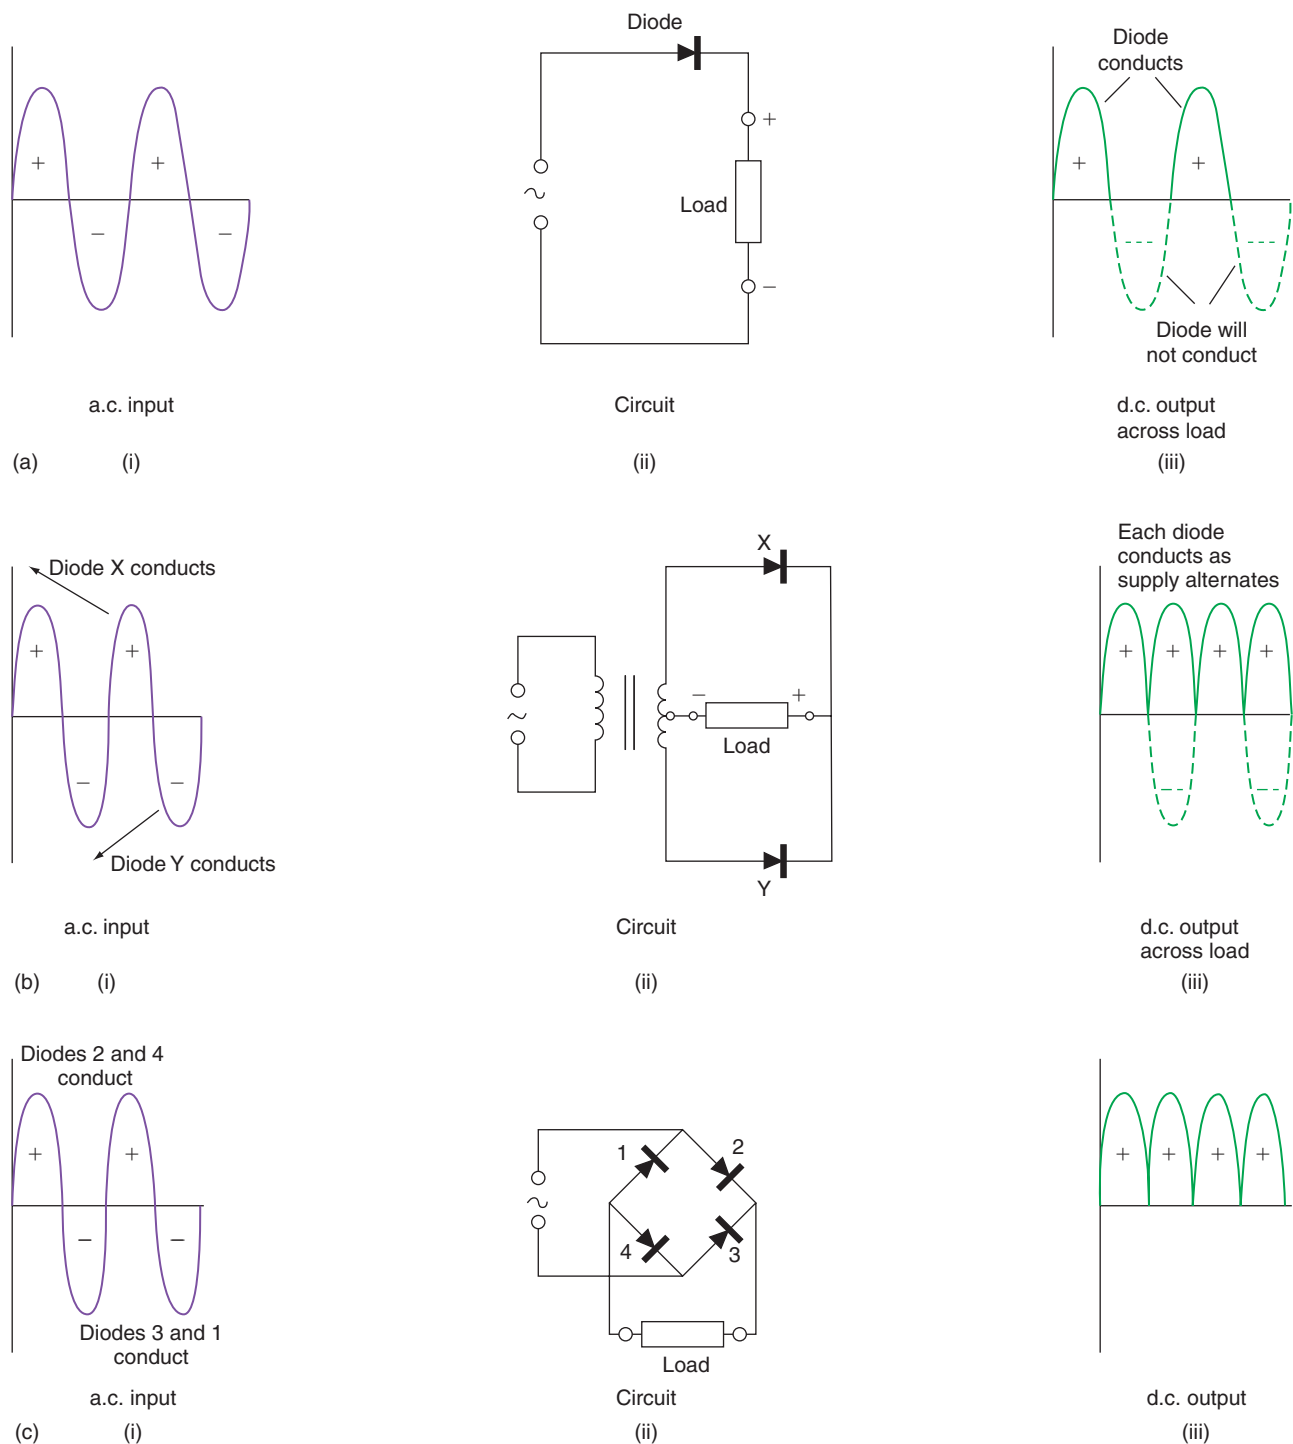 Diode
Diode
conducts
+
+
+
+
+
Load
−
−
−
Diode will
not conduct
a.c. input
Circuit
d.c. output
across load
(a)
(i)
(ii)
(iii)
Each diode
conducts as
supply alternates
X
Diode X conducts
+
+
+
+
+
+
−
+
Load
−
−
Diode Y conducts
Y
a.c. input
Circuit
d.c. output
across load
(b)
(i)
(ii)
(iii)
Diodes 2 and 4
conduct
1
2
+
+
+
+
+
+
4
3
−
−
Diodes 3 and 1
conduct
Load
a.c. input
Circuit
d.c. output
(c)
(i)
(ii)
(iii)